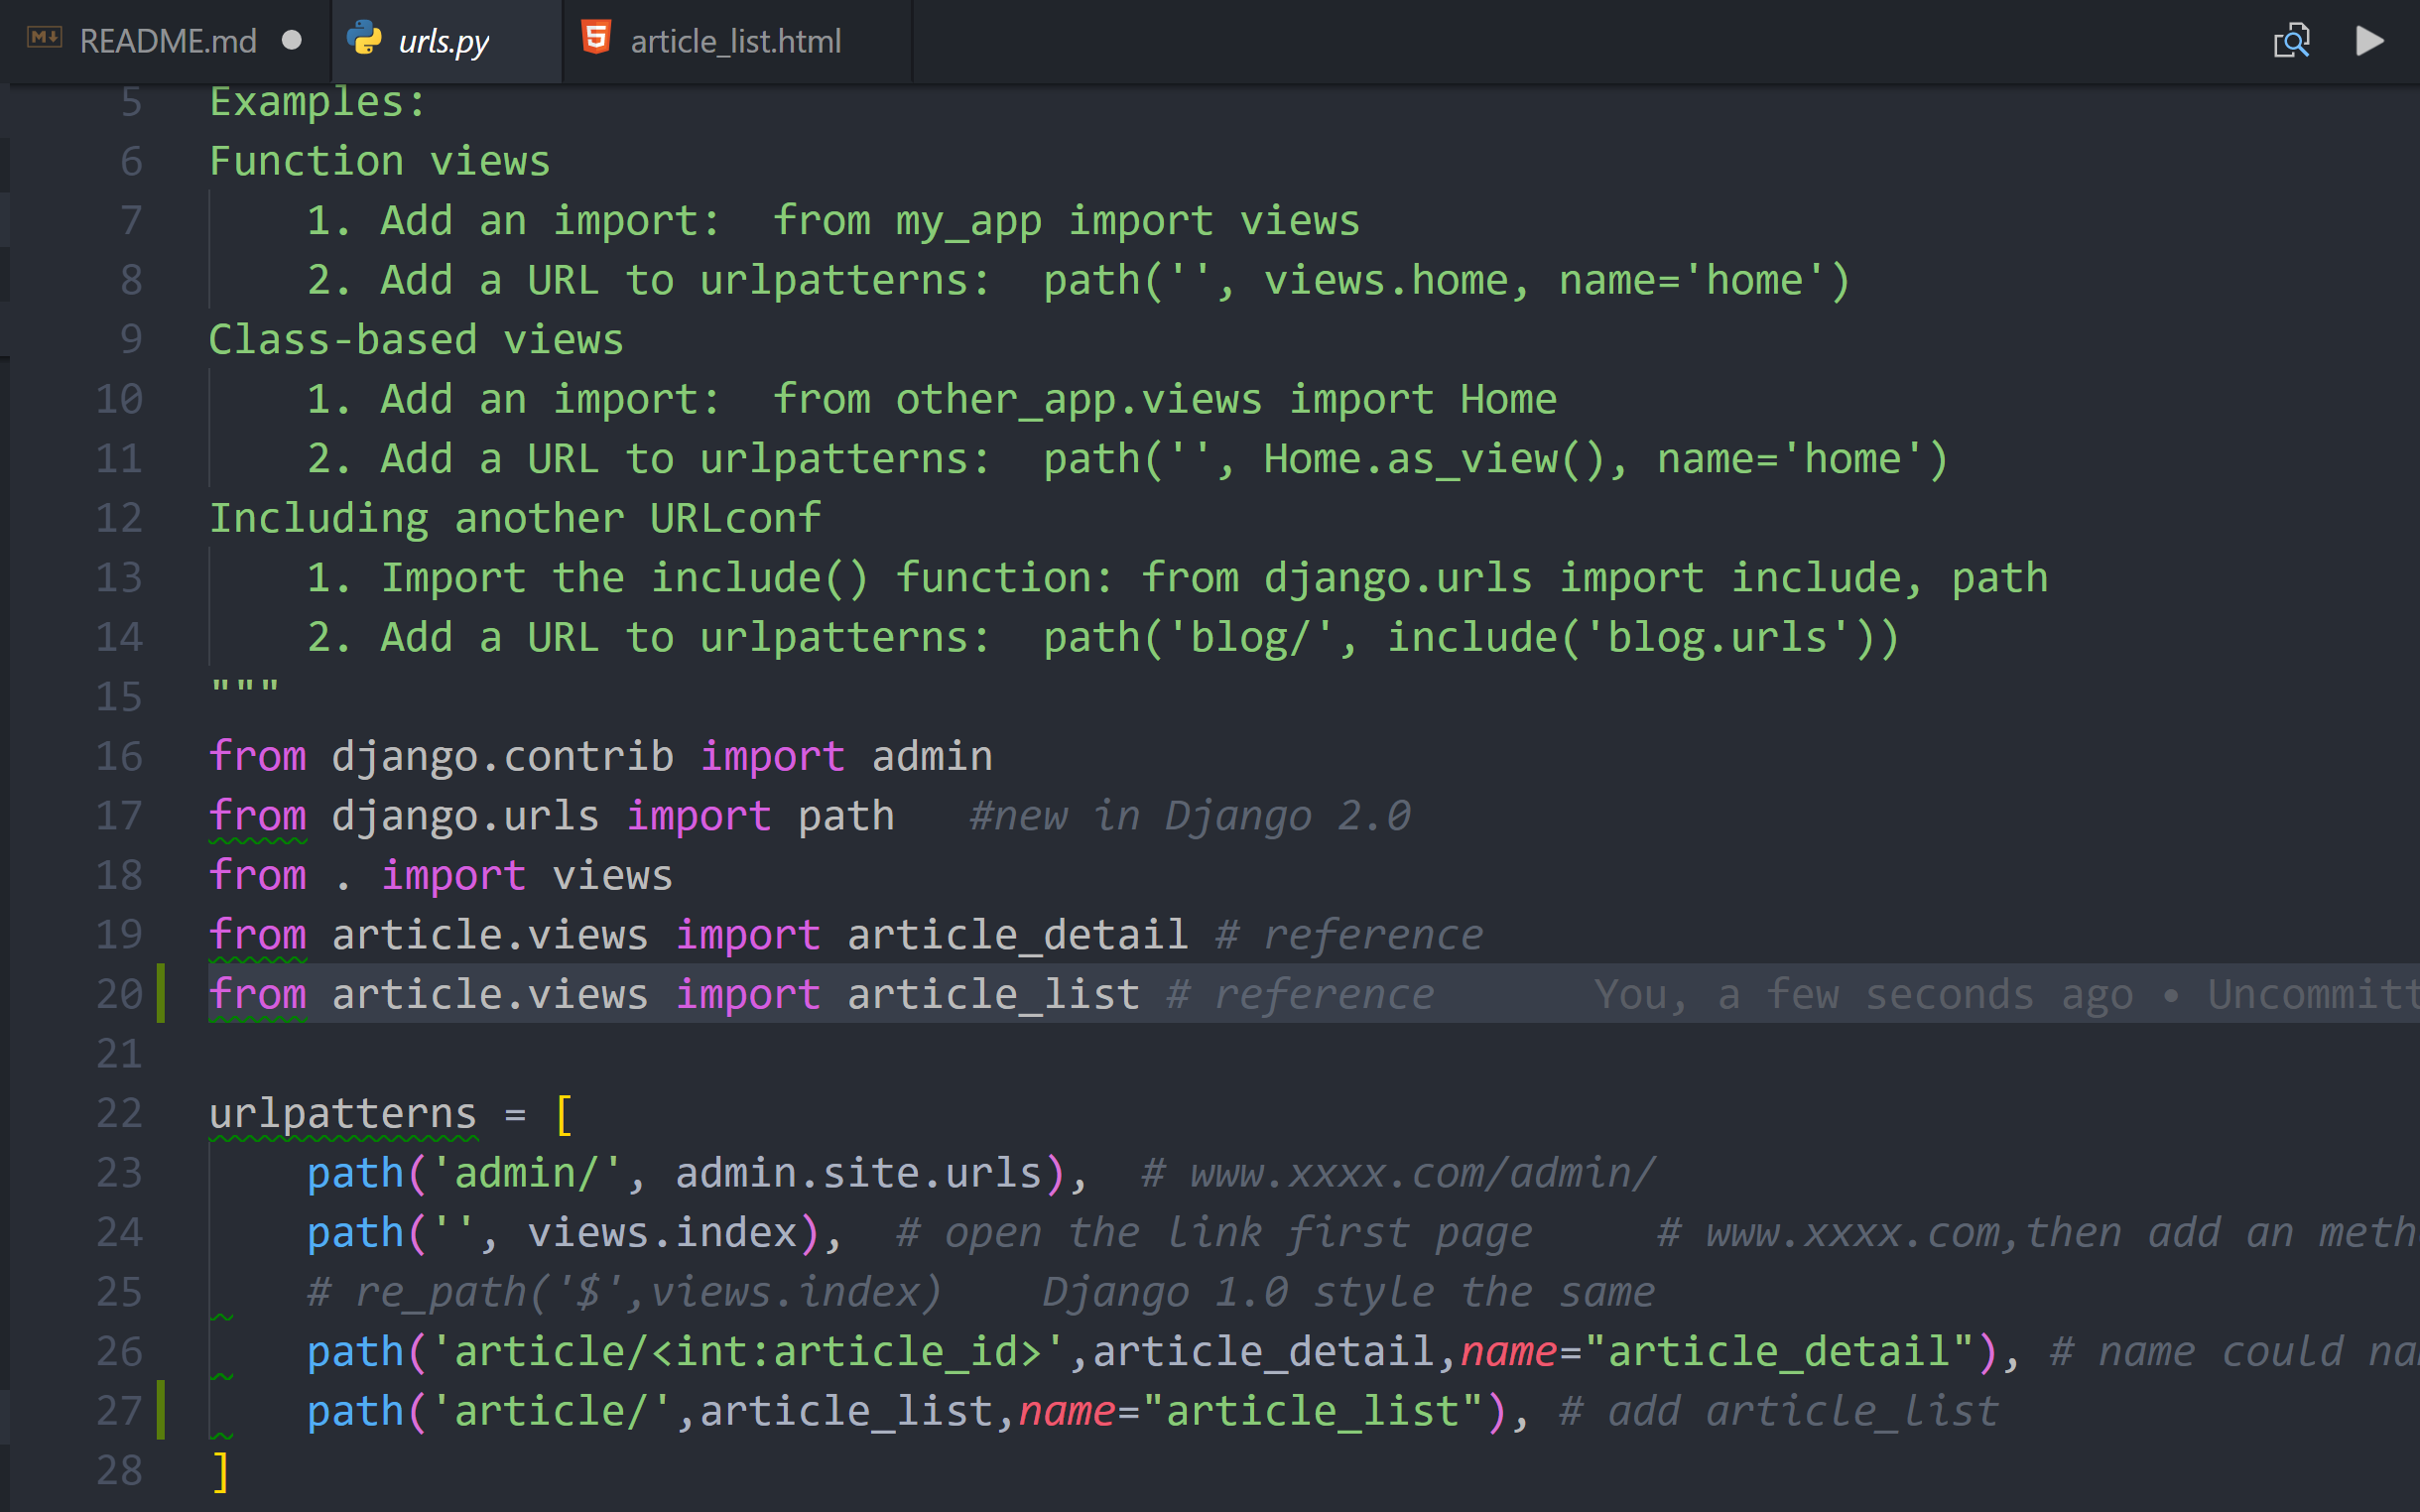 README.md
urls.py
article_list.html
5 Examples:
6 Function views
7 1. Add an import:  from my_app import views
8 2. Add a URL to urlpatterns:  path('', views.home, name='home')
9 Class-based views
10 1. Add an import:  from other_app.views import Home
11 2. Add a URL to urlpatterns:  path('', Home.as_view(), name='home')
12 Including another URLconf
13 1. Import the include() function: from django.urls import include, path
14 2. Add a URL to urlpatterns:  path('blog/', include('blog.urls'))
15 """
16 from django.contrib import admin
17 from django.urls import path   #new in Django 2.0
18 from . import views
19 from article.views import article_detail # reference
20 from article.views import article_list # reference You, a few seconds ago •
21
22 urlpatterns = [
23 path('admin/', admin.site.urls),  # www.xxxx.com/admin/
24 path('', views.index),  # open the link first page     # www.xxxx.com,then add an
25 # re_path('$',views.index)    Django 1.0 style the same
26 path('article/<int:article_id>',article_detail,name="article_detail"), # name could
27 path('article/',article_list,name="article_list"), # add article_list
28 ]